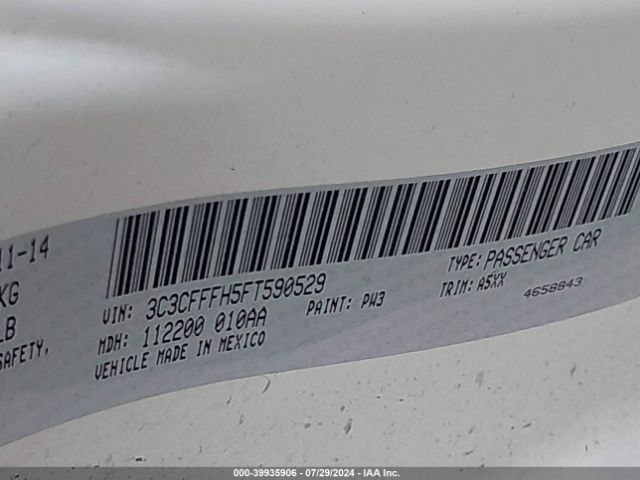 11-14
KG
LB
SAFETY,
VIN: 3C3CFFFH5FT590529
TYPE: PASSENGER CAR
MDH: 112200 010AA
PAINT: PW3
TRIM: A5XX
VEHICLE MADE IN MEXICO
4658843
000-39935906 - 07/29/2024 - IAA Inc.